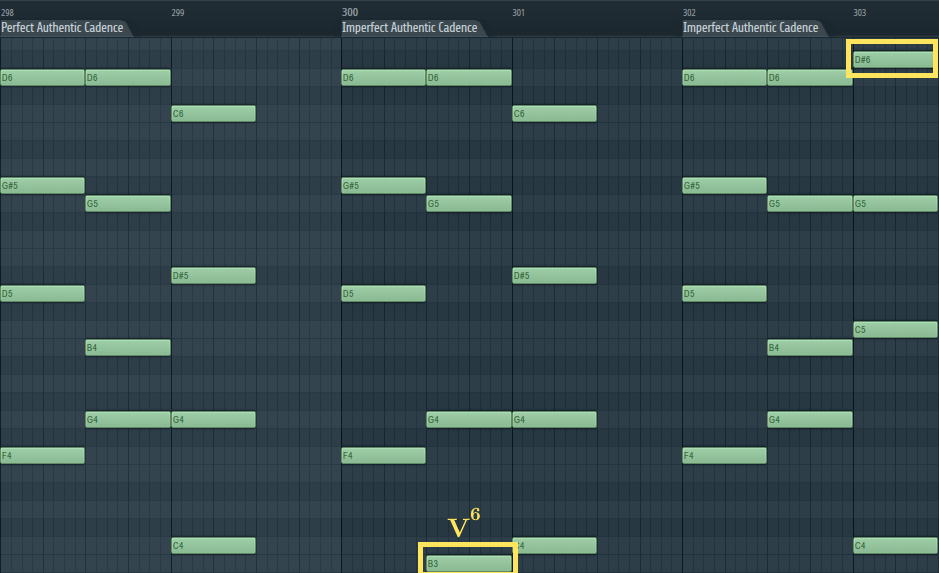 298 299 300 301 302 303
Perfect Authentic Cadence Imperfect Authentic Cadence Imperfect Authentic Cadence
D#6
D6 D6 D6 D6 D6 D6
C6 C6
G#5 G#5 G#5
G5 G5 G5 G5
D#5 D#5
D5 D5 D5
C5
B4 B4
G4 G4 G4 G4 G4
F4 F4 F4
V6
C4 C4 C4
B3